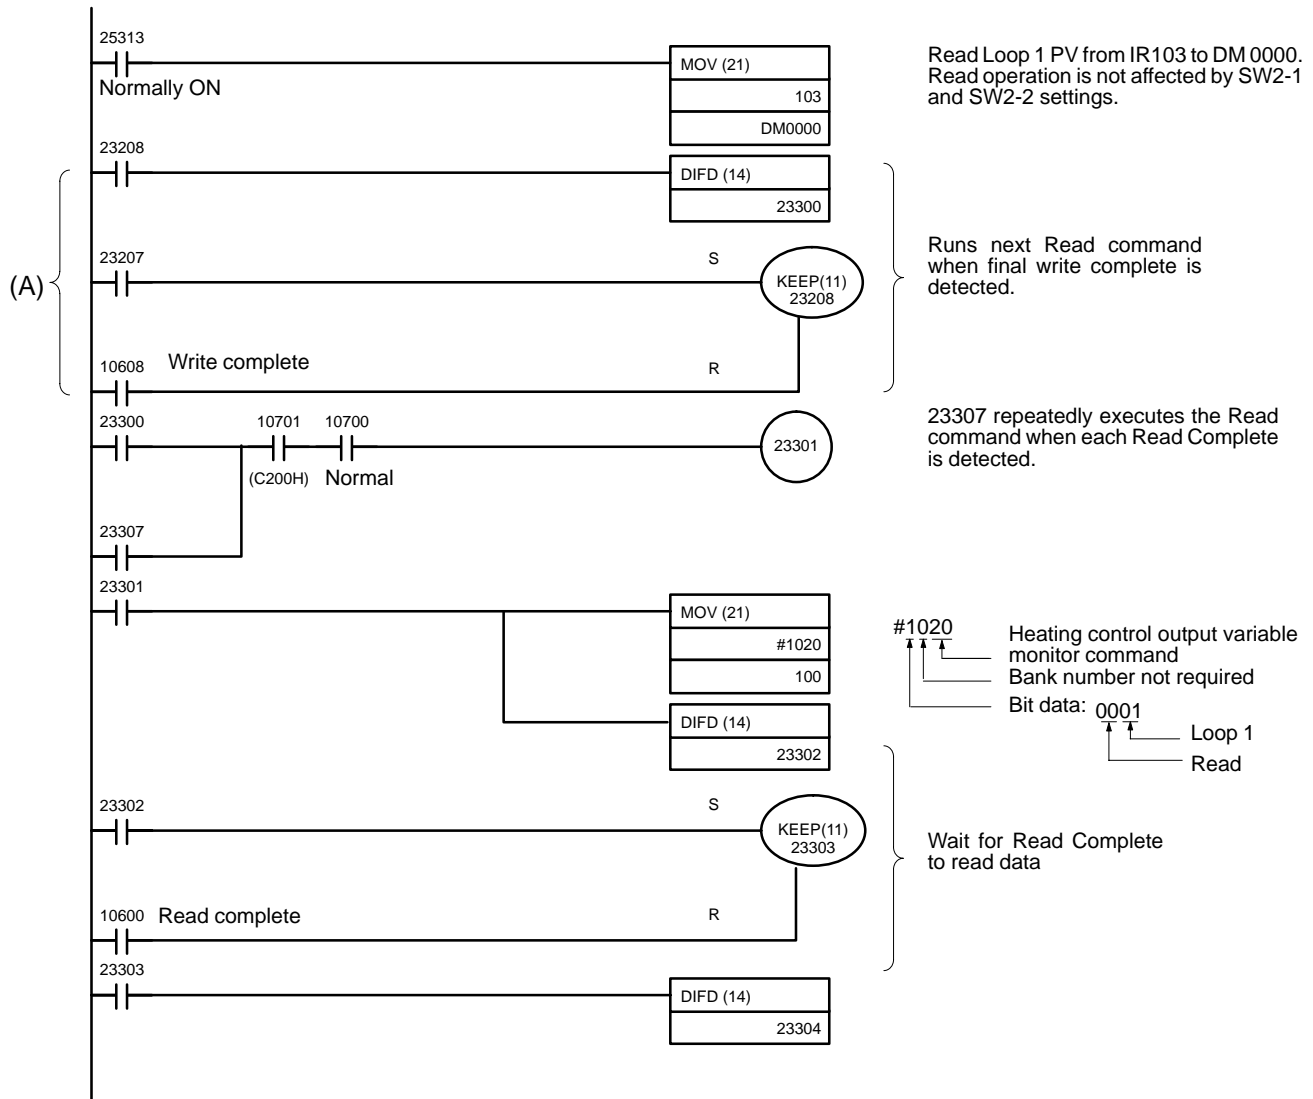 25313
Normally ON
MOV (21)
103
DM0000
Read Loop 1 PV from IR103 to DM 0000.
Read operation is not affected by SW2-1
and SW2-2 settings.
23208
DIFD (14)
23300
(A)
23207
S
KEEP(11)
23208
Runs next Read command
when final write complete is
detected.
10608
Write complete
R
23300
10701
10700
(C200H)
Normal
23301
23307 repeatedly executes the Read
command when each Read Complete
is detected.
23307
23301
MOV (21)
#1020
100
#1020
Heating control output variable
monitor command
Bank number not required
Bit data:
0001
Loop 1
Read
DIFD (14)
23302
23302
S
KEEP(11)
23303
Wait for Read Complete
to read data
10600
Read complete
R
23303
DIFD (14)
23304